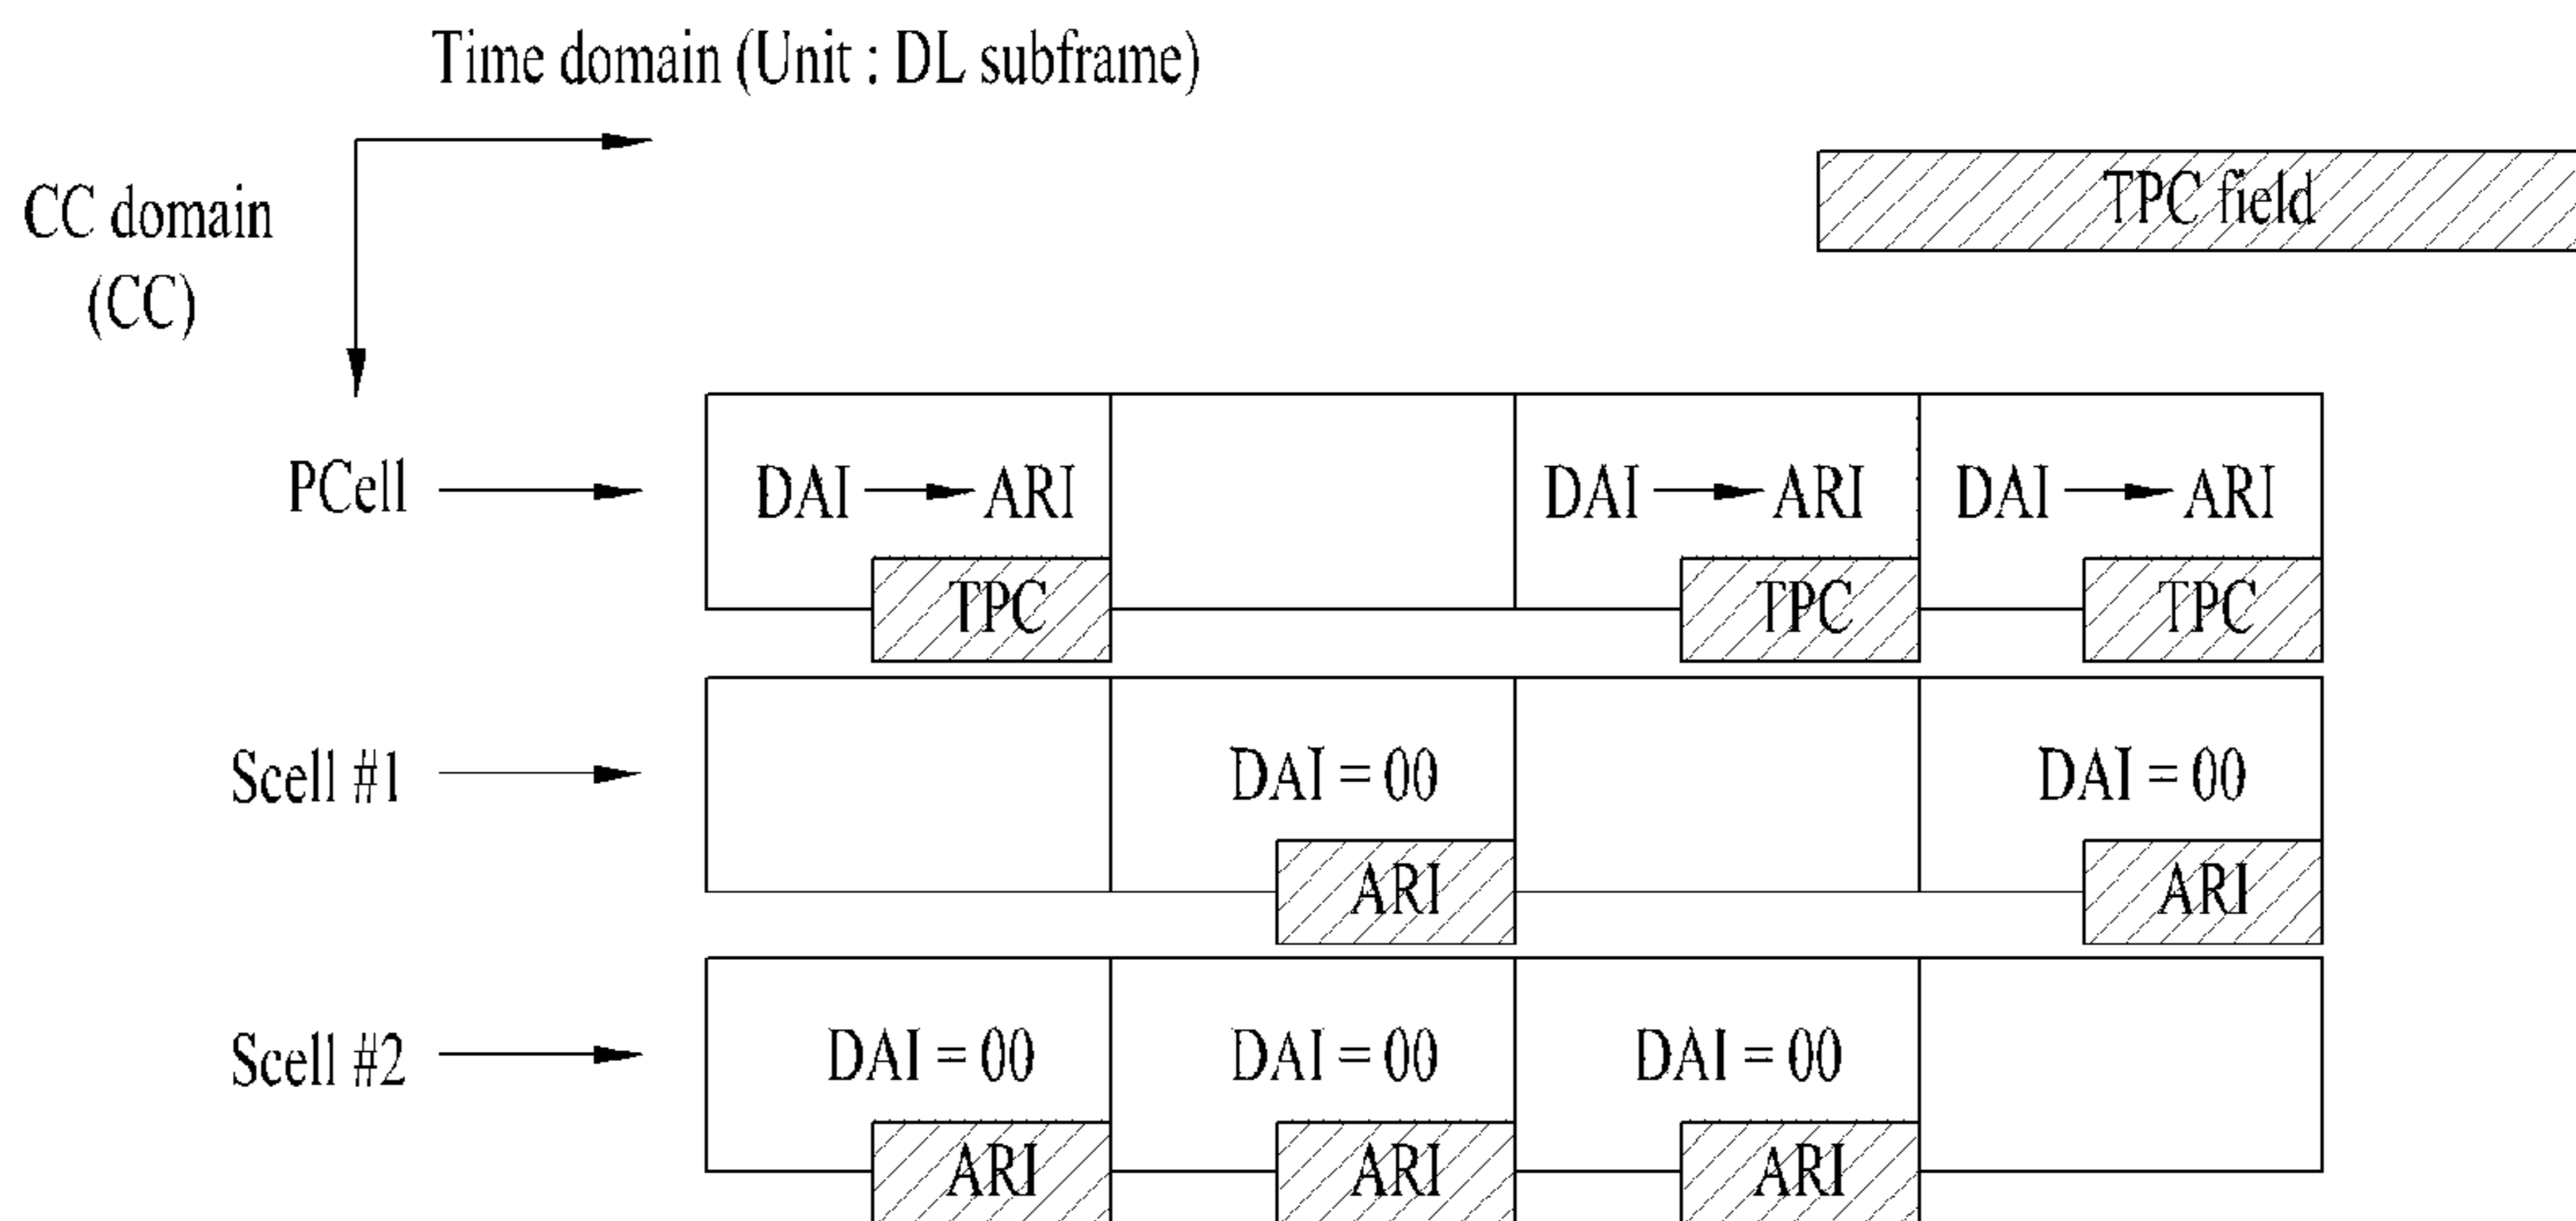 Time domain (Unit : DL subframe)
CC domain
(CC)
TPC field
PCell
DAI → ARI
DAI → ARI
DAI → ARI
TPC
TPC
TPC
Scell #1
DAI = 00
DAI = 00
ARI
ARI
Scell #2
DAI = 00
DAI = 00
DAI = 00
ARI
ARI
ARI